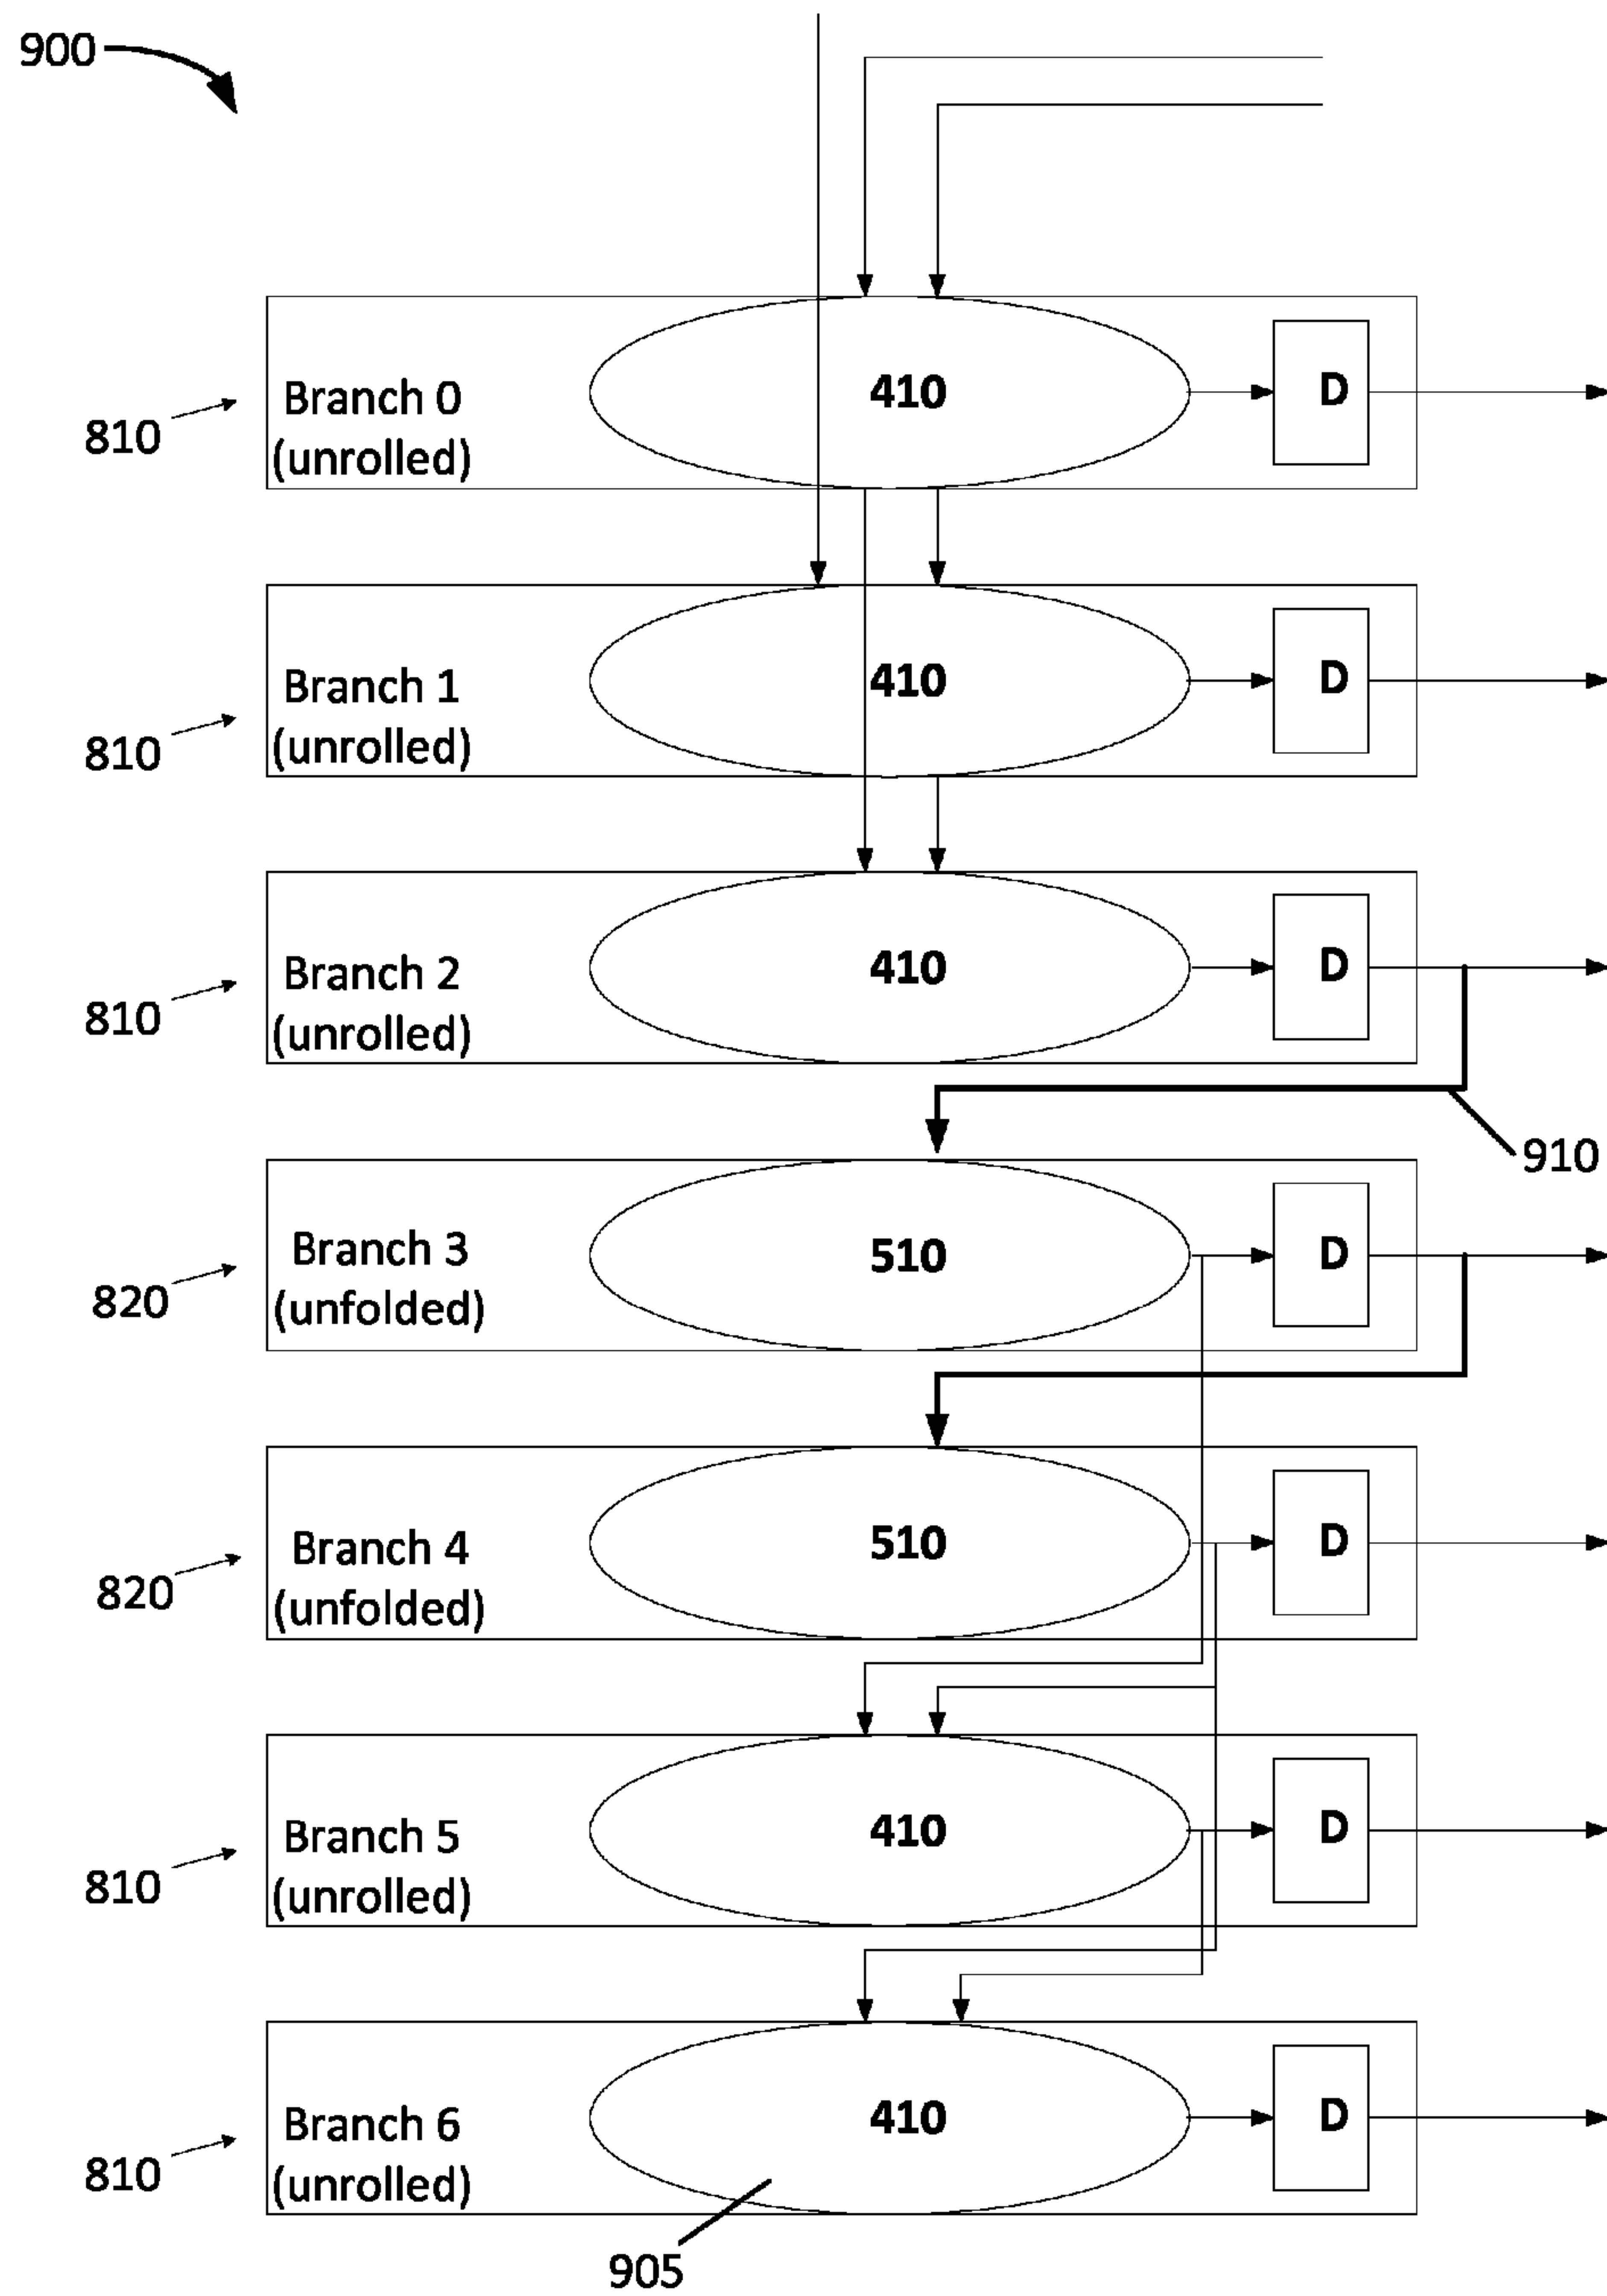 900
Branch 0
(unrolled)
410
D
810
Branch 1
(unrolled)
410
D
810
Branch 2
(unrolled)
410
D
810
910
Branch 3
(unfolded)
510
D
820
Branch 4
(unfolded)
510
D
820
Branch 5
(unrolled)
410
D
810
Branch 6
(unrolled)
410
D
810
905